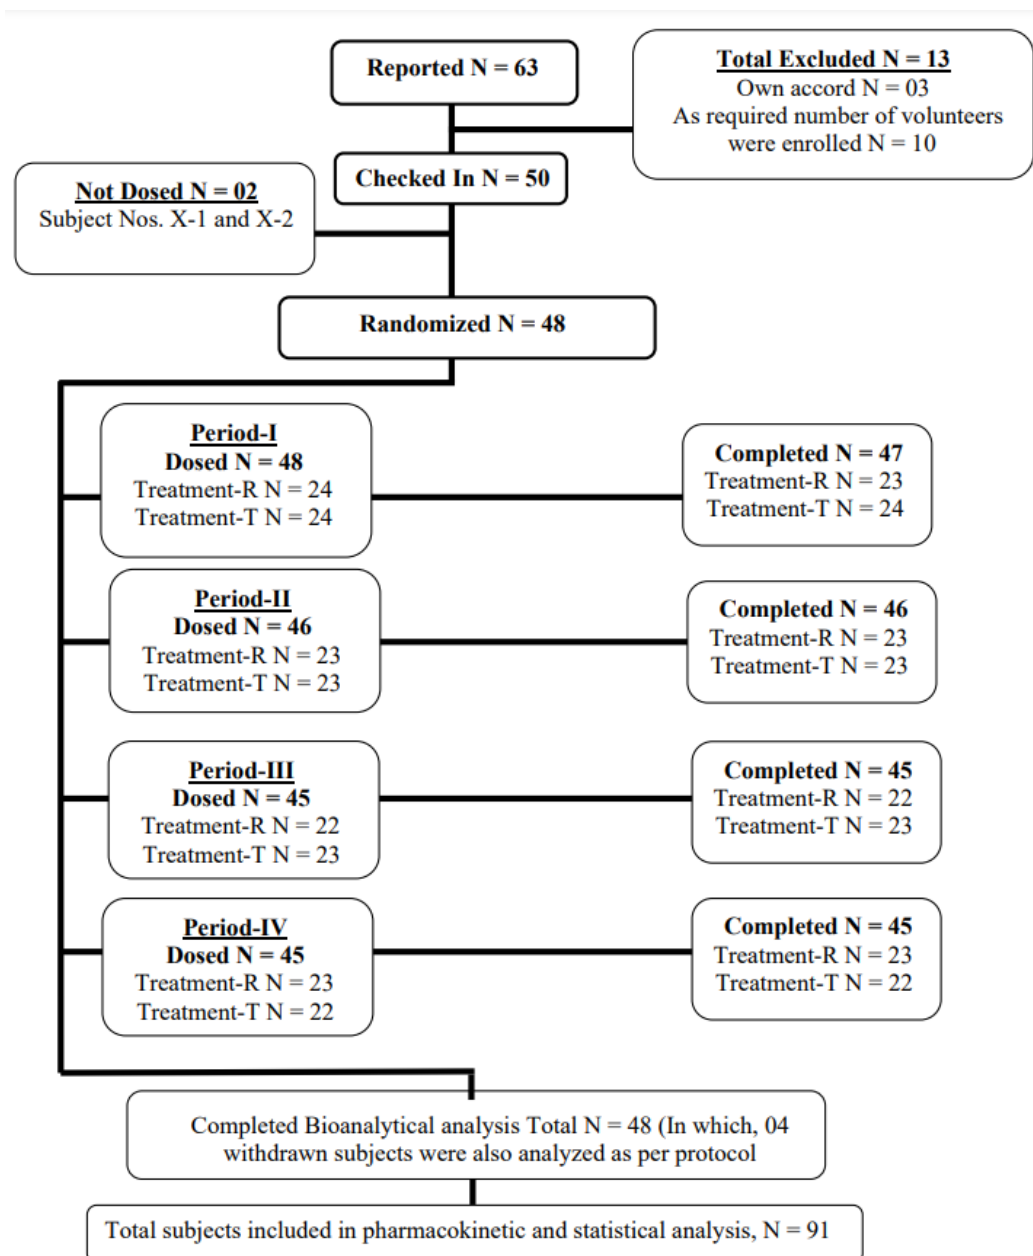 Reported N = 63
Total Excluded N = 13
Own accord N = 03
As required number of volunteers
were enrolled N = 10
Checked In N = 50
Not Dosed N = 02
Subject Nos. X-1 and X-2
Randomized N = 48
Period-I
Dosed N = 48
Treatment-R N = 24
Treatment-T N = 24
Completed N = 47
Treatment-R N = 23
Treatment-T N = 24
Period-II
Dosed N = 46
Treatment-R N = 23
Treatment-T N = 23
Completed N = 46
Treatment-R N = 23
Treatment-T N = 23
Period-III
Dosed N = 45
Treatment-R N = 22
Treatment-T N = 23
Completed N = 45
Treatment-R N = 22
Treatment-T N = 23
Period-IV
Dosed N = 45
Treatment-R N = 23
Treatment-T N = 22
Completed N = 45
Treatment-R N = 23
Treatment-T N = 22
Completed Bioanalytical analysis Total N = 48 (In which, 04
withdrawn subjects were also analyzed as per protocol
Total subjects included in pharmacokinetic and statistical analysis, N = 91